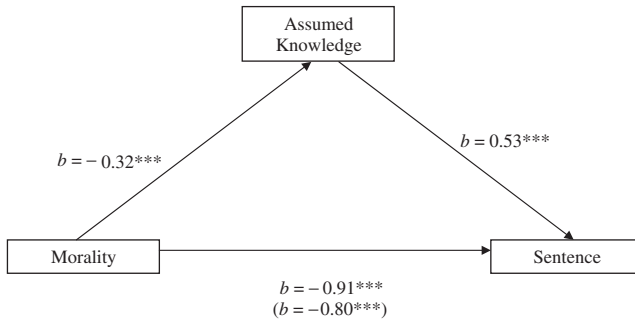 Assumed
Knowledge
b = − 0.32***
b = 0.53***
Morality
Sentence
b = − 0.91***
(b = −0.80***)